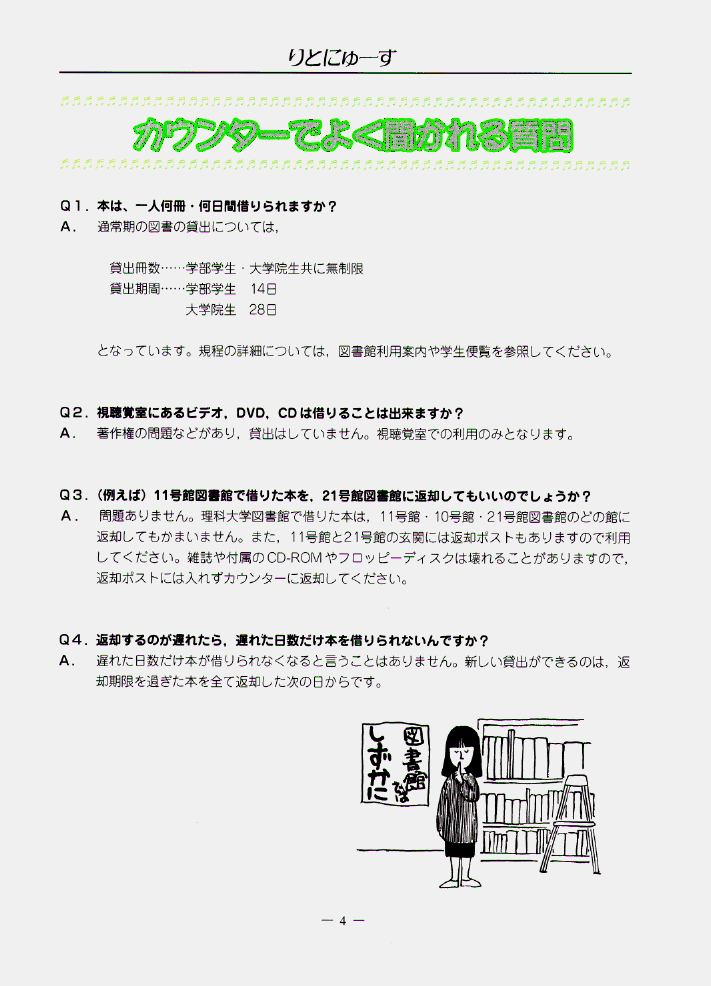 りとにゅーす
カウンターでよく聞かれる質問
Q1．本は、一人何冊・何日間借りられますか？
A．　通常期の図書の貸出については，
貸出冊数……学部学生・大学院生共に無制限
貸出期間……学部学生　14日
大学院生　28日
となっています。規程の詳細については，図書館利用案内や学生便覧を参照してください。
Q2．視聴覚室にあるビデオ，DVD，CDは借りることは出来ますか？
A．　著作権の問題などがあり，貸出はしていません。視聴覚室での利用のみとなります。
Q3．（例えば）11号館図書館で借りた本を，21号館図書館に返却してもいいのでしょうか？
A．　問題ありません。理科大学図書館で借りた本は，11号館・10号館・21号館図書館のどの館に
返却してもかまいません。また，11号館と21号館の玄関には返却ポストもありますので利用
してください。雑誌や付属のCD-ROMやフロッピーディスクは壊れることがありますので，
返却ポストには入れずカウンターに返却してください。
Q4．返却するのが遅れたら，遅れた日数だけ本を借りられないんですか？
A．　遅れた日数だけ本が借りられなくなると言うことはありません。新しい貸出ができるのは，返
却期限を過ぎた本を全て返却した次の日からです。
図書館では
しずかに
― 4 ―